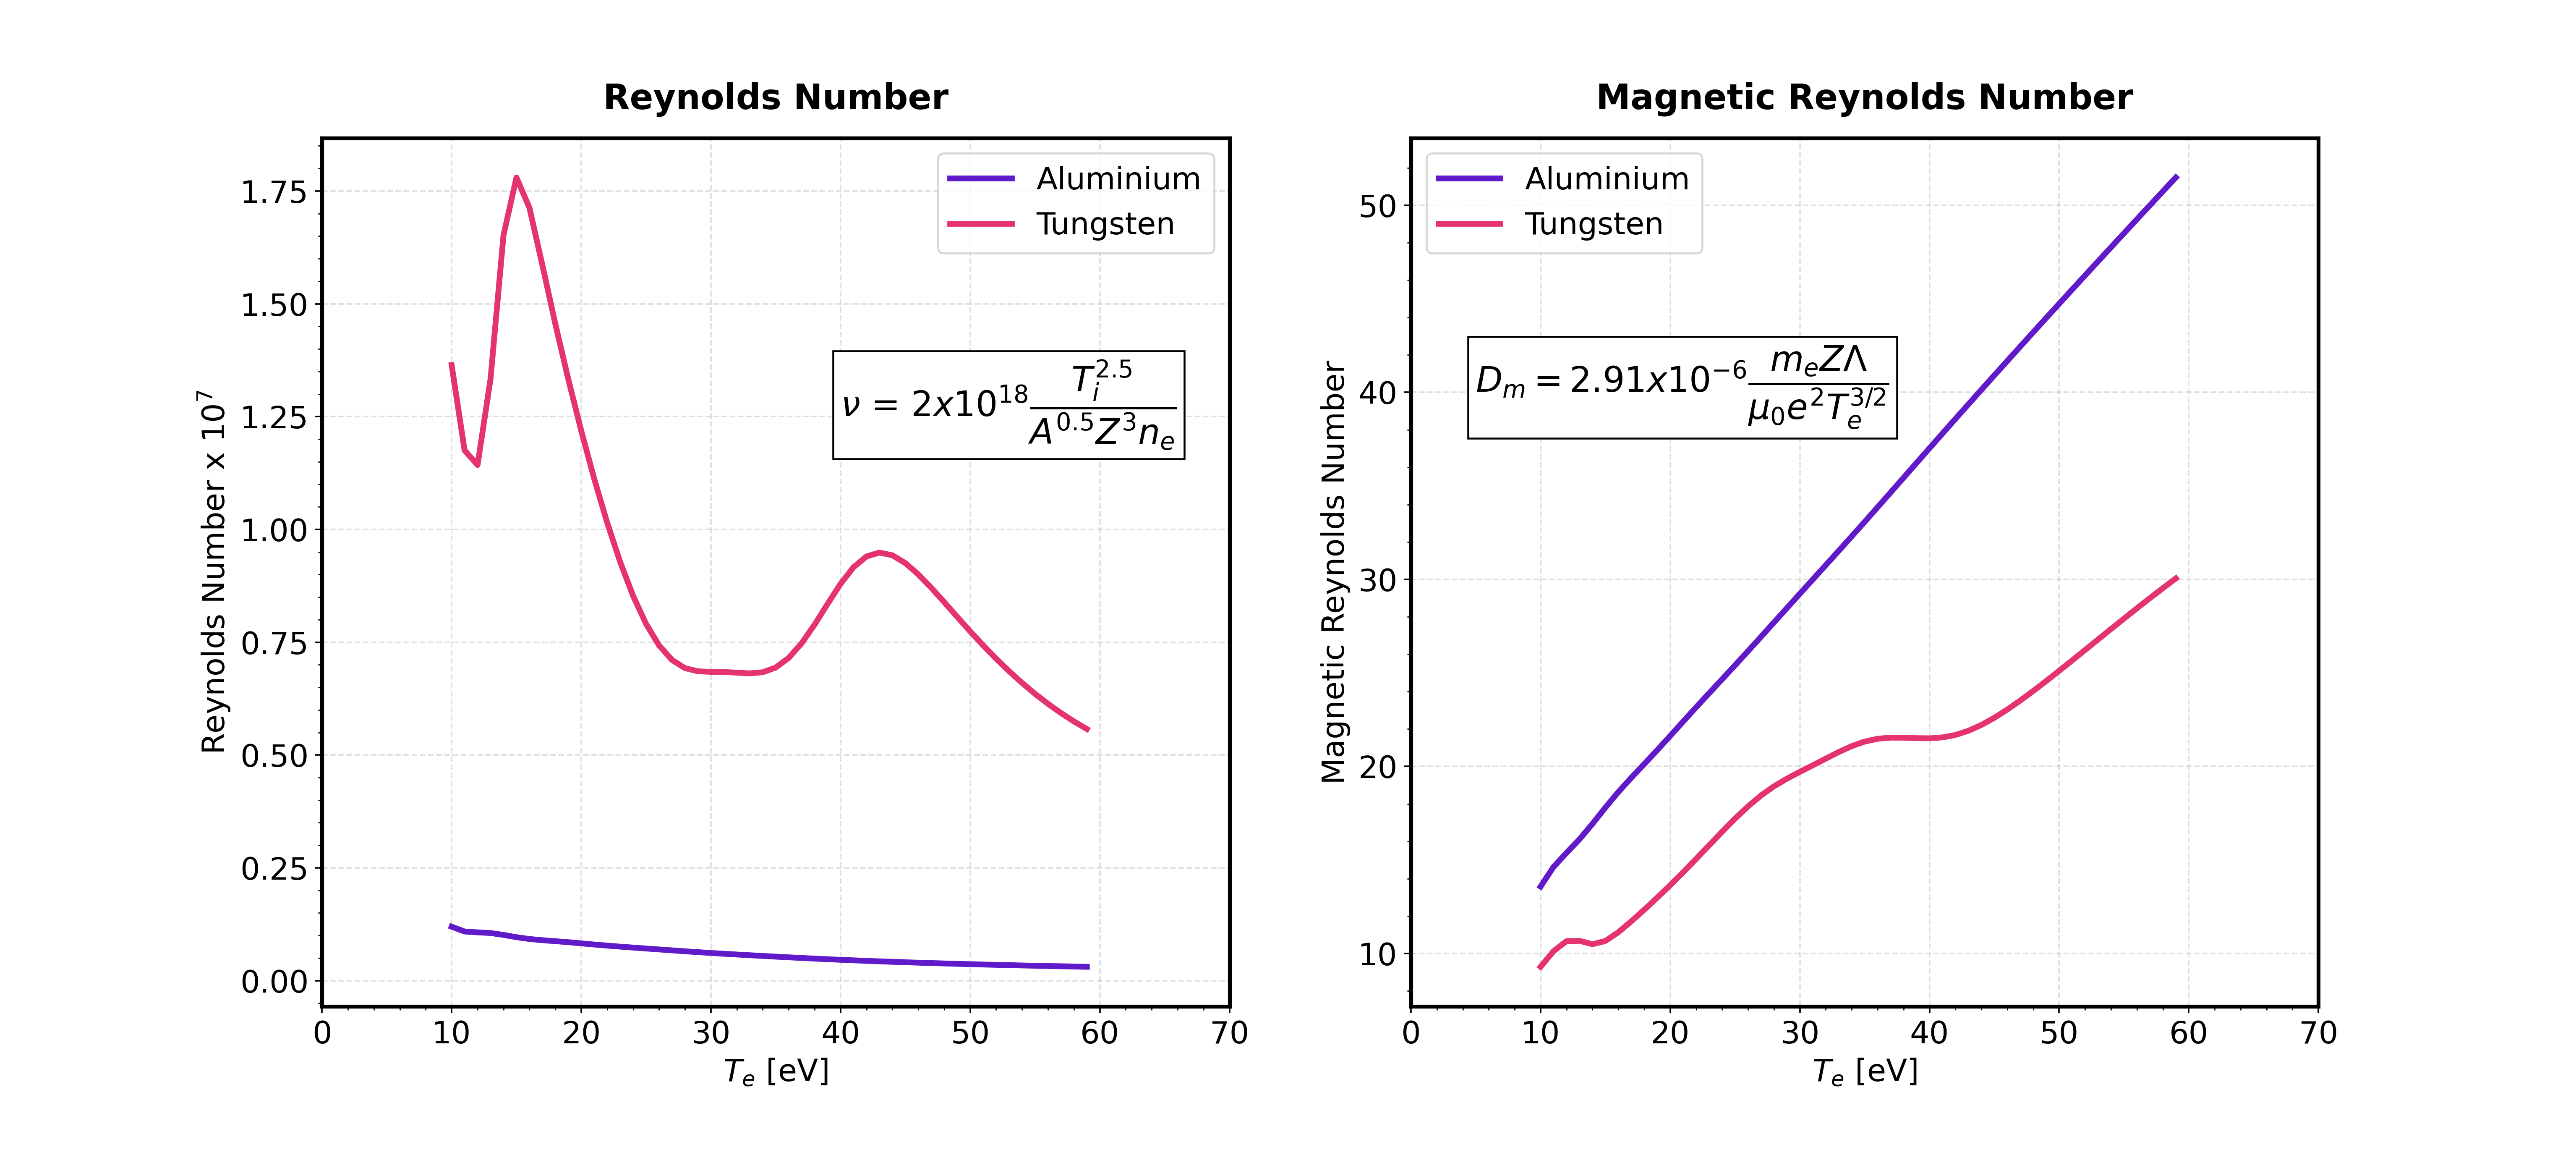 Reynolds Number
Reynolds Number x 10^7
1.75
1.50
1.25
1.00
0.75
0.50
0.25
0.00
Aluminium
Tungsten
ν = 2x10^18 T_i^2.5 / A^0.5 Z^3 n_e
0 10 20 30 40 50 60 70
T_e [eV]
Magnetic Reynolds Number
Magnetic Reynolds Number
50
40
30
20
10
Aluminium
Tungsten
D_m = 2.91x10^−6 m_e Z Λ / μ_0 e^2 T_e^3/2
0 10 20 30 40 50 60 70
T_e [eV]